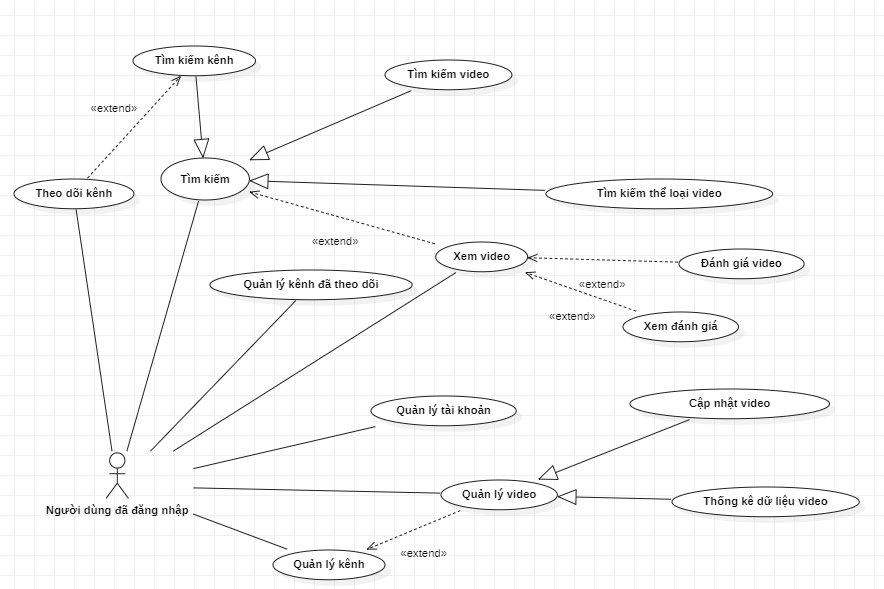 Tìm kiếm kênh
Tìm kiếm video
«extend»
Tìm kiếm
Theo dõi kênh
Tìm kiếm thể loại video
«extend»
Xem video
Đánh giá video
Quản lý kênh đã theo dõi
«extend»
«extend»
Xem đánh giá
Cập nhật video
Quản lý tài khoản
Quản lý video
Thống kê dữ liệu video
Người dùng đã đăng nhập
«extend»
Quản lý kênh